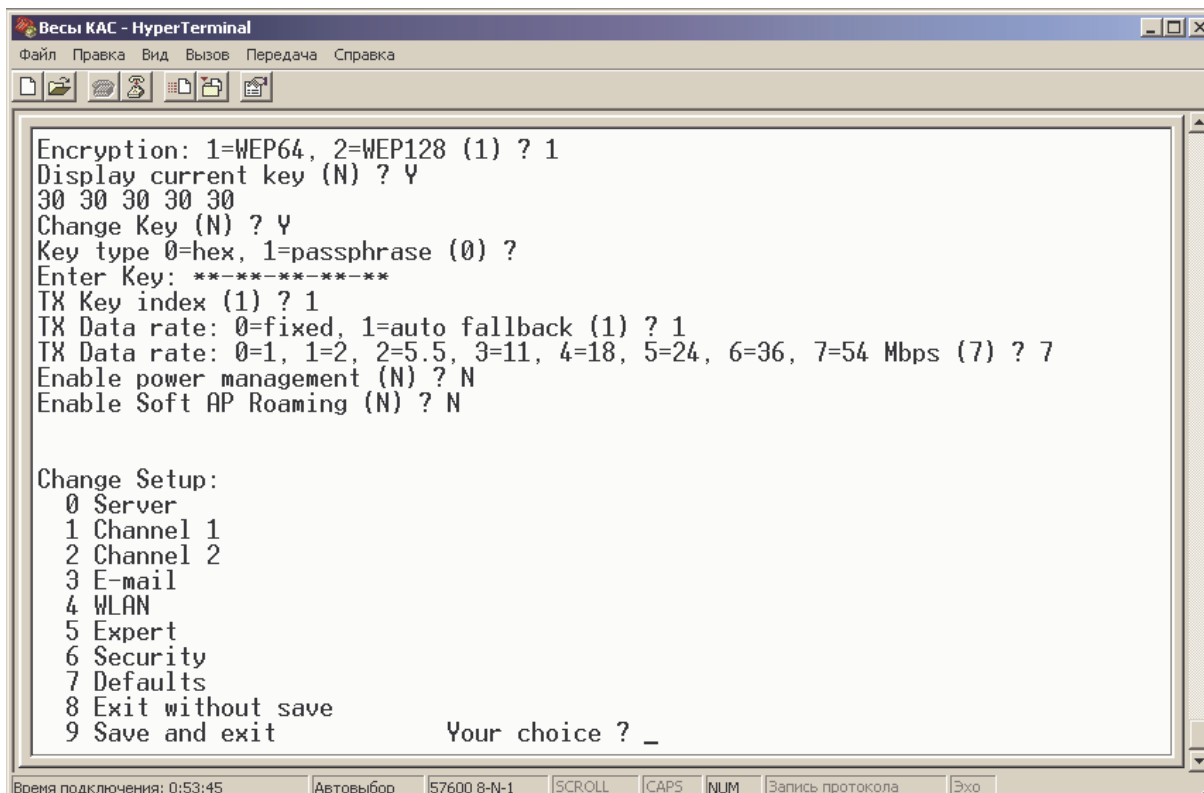 Весы КАС - HyperTerminal
Файл Правка Вид Вызов Передача Справка
Encryption: 1=WEP64, 2=WEP128 (1) ? 1
Display current key (N) ? Y
30 30 30 30 30
Change Key (N) ? Y
Key type 0=hex, 1=passphrase (0) ?
Enter Key: **-**-**-**-**
TX Key index (1) ? 1
TX Data rate: 0=fixed, 1=auto fallback (1) ? 1
TX Data rate: 0=1, 1=2, 2=5.5, 3=11, 4=18, 5=24, 6=36, 7=54 Mbps (7) ? 7
Enable power management (N) ? N
Enable Soft AP Roaming (N) ? N
Change Setup:
0 Server
1 Channel 1
2 Channel 2
3 E-mail
4 WLAN
5 Expert
6 Security
7 Defaults
8 Exit without save
9 Save and exit Your choice ? _
Время подключения: 0:53:45 Автовыбор 57600 8-N-1 SCROLL CAPS NUM Запись протокола Эхо